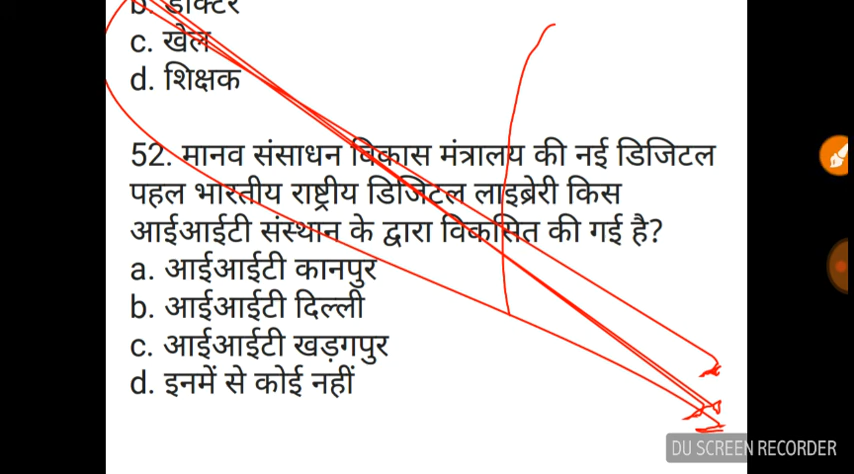 b. डॉक्टर
c. खेल
d. शिक्षक
52. मानव संसाधन विकास मंत्रालय की नई डिजिटल
पहल भारतीय राष्ट्रीय डिजिटल लाइब्रेरी किस
आईआईटी संस्थान के द्वारा विकसित की गई है?
a. आईआईटी कानपुर
b. आईआईटी दिल्ली
c. आईआईटी खड़गपुर
d. इनमें से कोई नहीं
DU SCREEN RECORDER